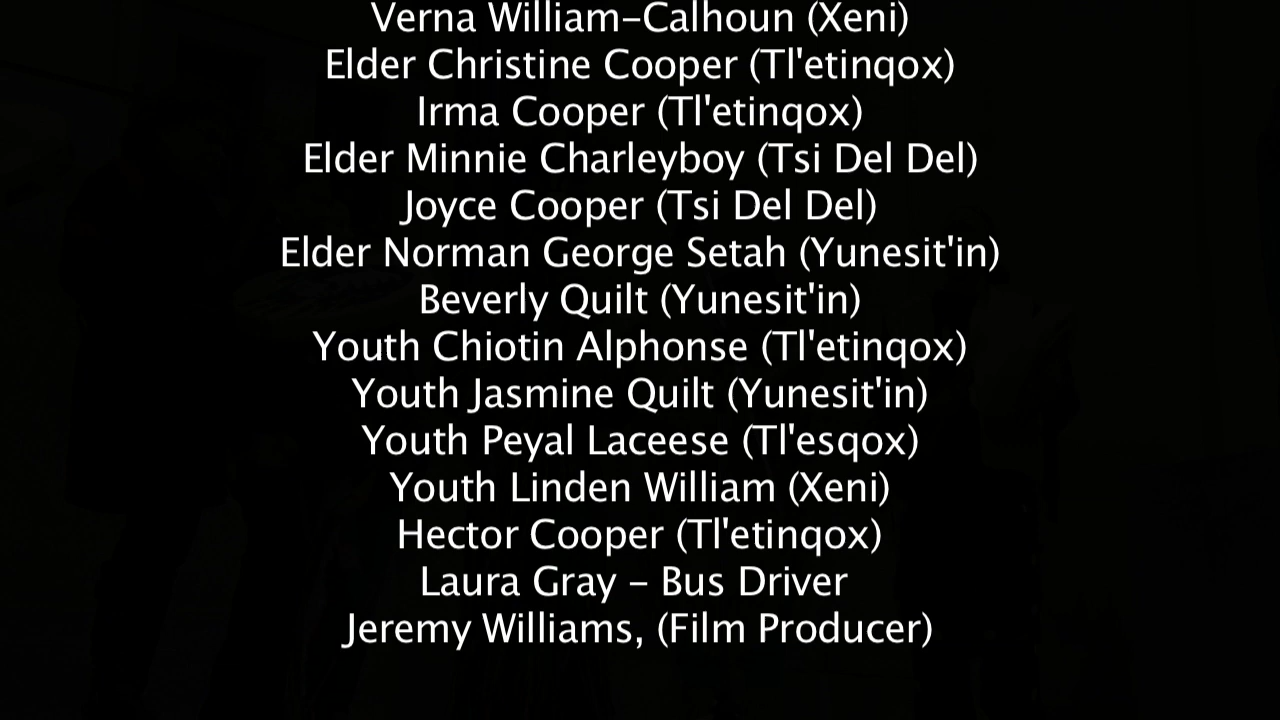 Verna William-Calhoun (Xeni)
Elder Christine Cooper (Tl'etinqox)
Irma Cooper (Tl'etinqox)
Elder Minnie Charleyboy (Tsi Del Del)
Joyce Cooper (Tsi Del Del)
Elder Norman George Setah (Yunesit'in)
Beverly Quilt (Yunesit'in)
Youth Chiotin Alphonse (Tl'etinqox)
Youth Jasmine Quilt (Yunesit'in)
Youth Peyal Laceese (Tl'esqox)
Youth Linden William (Xeni)
Hector Cooper (Tl'etinqox)
Laura Gray - Bus Driver
Jeremy Williams, (Film Producer)